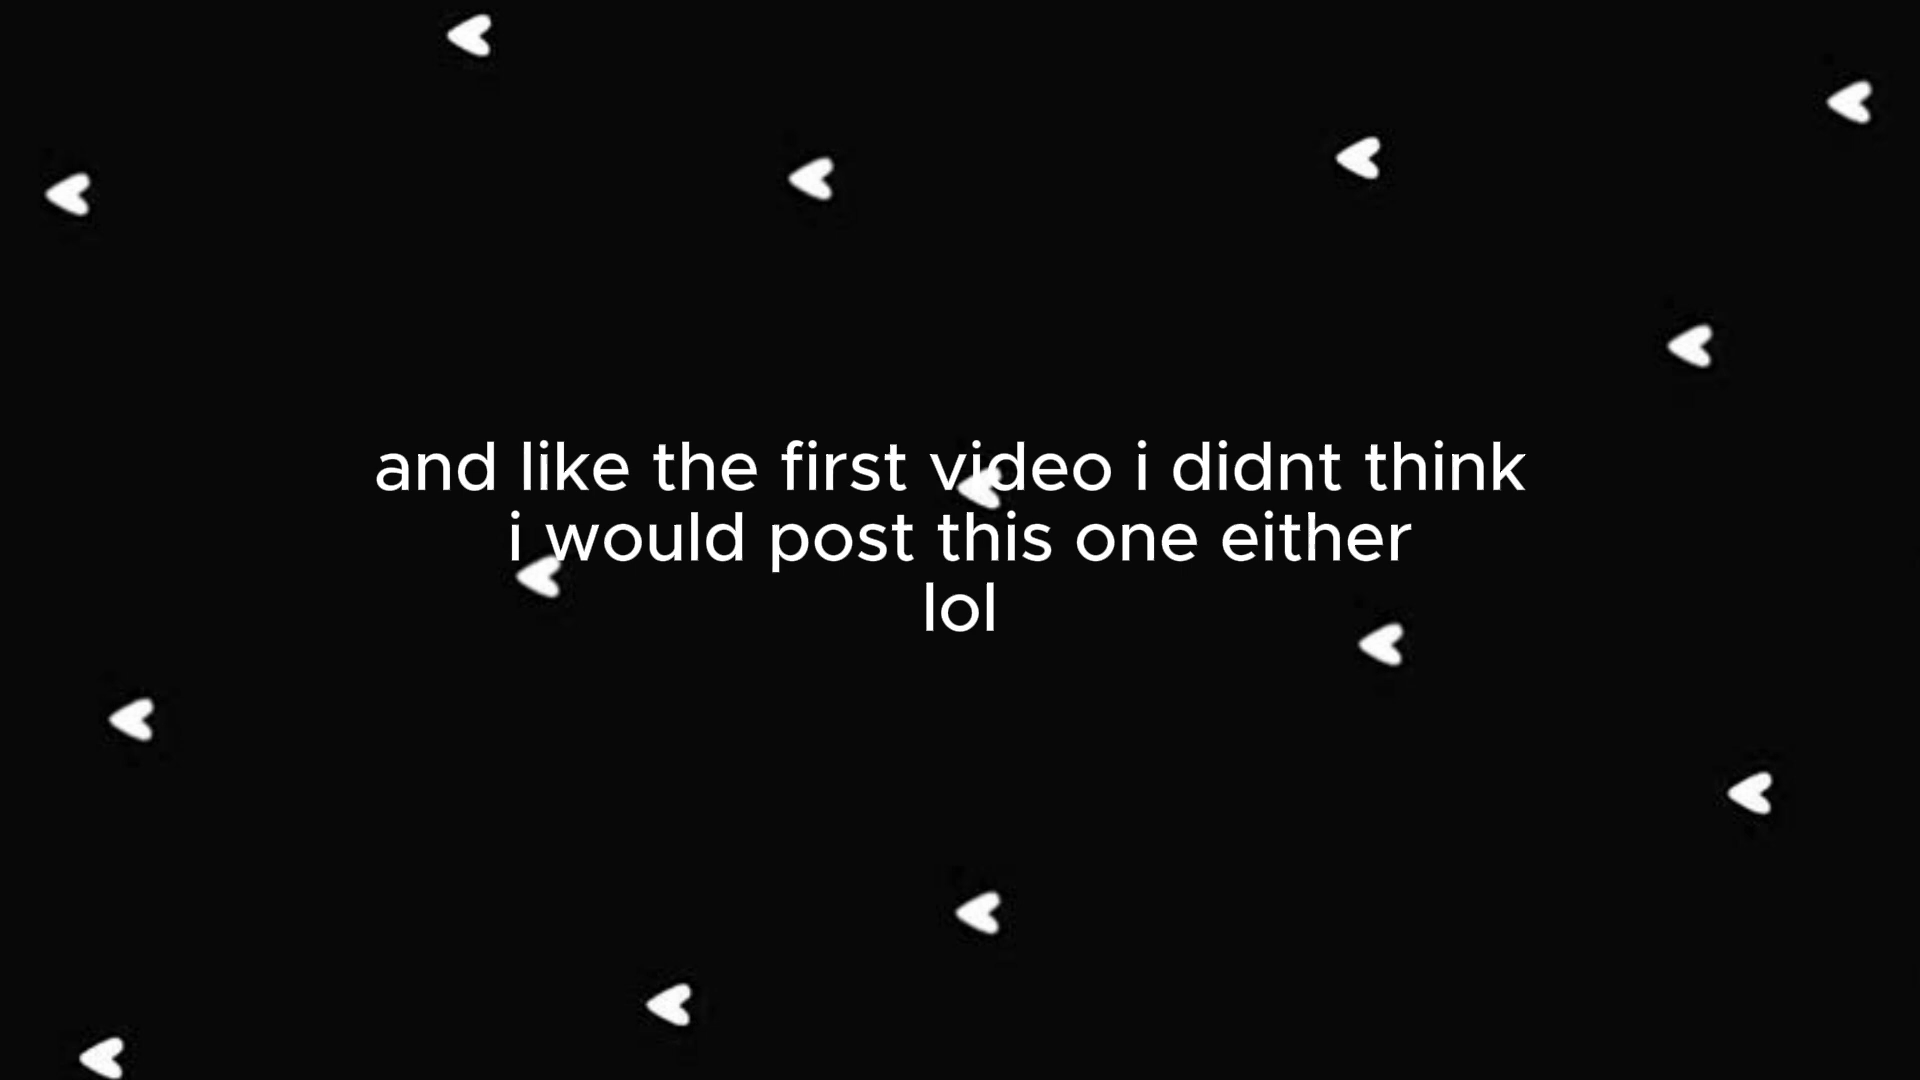 and like the first video i didnt think
i would post this one either
lol